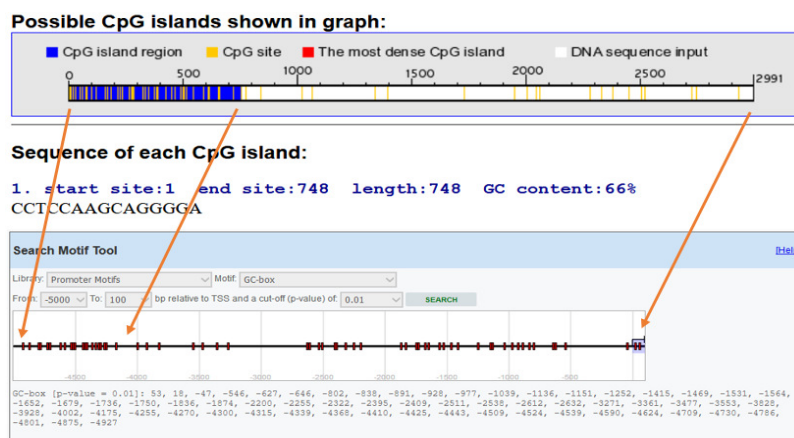 Possible CpG islands shown in graph:
CpG island region CpG site The most dense CpG island DNA sequence input
0 500 1000 1500 2000 2500 2991
Sequence of each CpG island:
1. start site:1 end site:748 length:748 GC content:66%
CCTCCAAGCAGGGGA
Search Motif Tool [Hel
Library: Promoter Motifs Motif: GC-box
From: -5000 To: 100 bp relative to TSS and a cut-off (p-value) of: 0.01 SEARCH
-4500 -4000 -3500 -3000 -2500 -2000 -1500 -1000 -500
GC-box [p-value = 0.01]: 53, 18, -47, -546, -627, -646, -802, -838, -891, -928, -977, -1039, -1136, -1151, -1252, -1415, -1469, -1531, -1564,
-1652, -1679, -1736, -1750, -1836, -1874, -2200, -2255, -2322, -2395, -2409, -2511, -2538, -2612, -2632, -3271, -3361, -3477, -3553, -3828,
-3928, -4002, -4175, -4255, -4270, -4300, -4315, -4339, -4368, -4410, -4425, -4443, -4509, -4524, -4539, -4590, -4624, -4709, -4730, -4786,
-4801, -4875, -4927